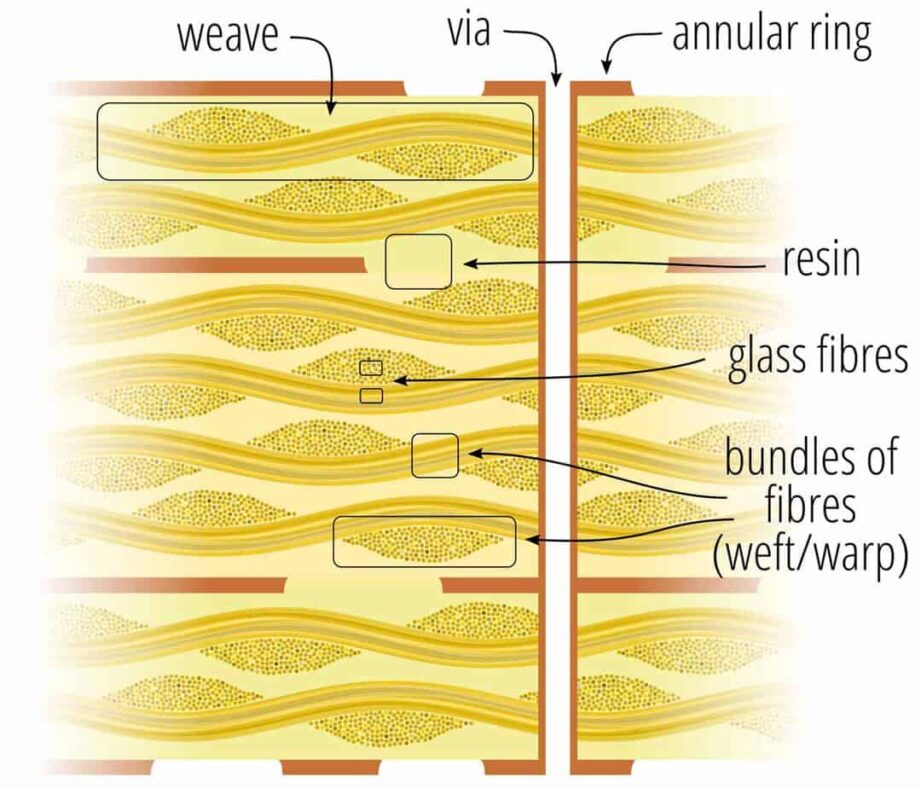 weave
via
annular ring
resin
glass fibres
bundles of
fibres
(weft/warp)